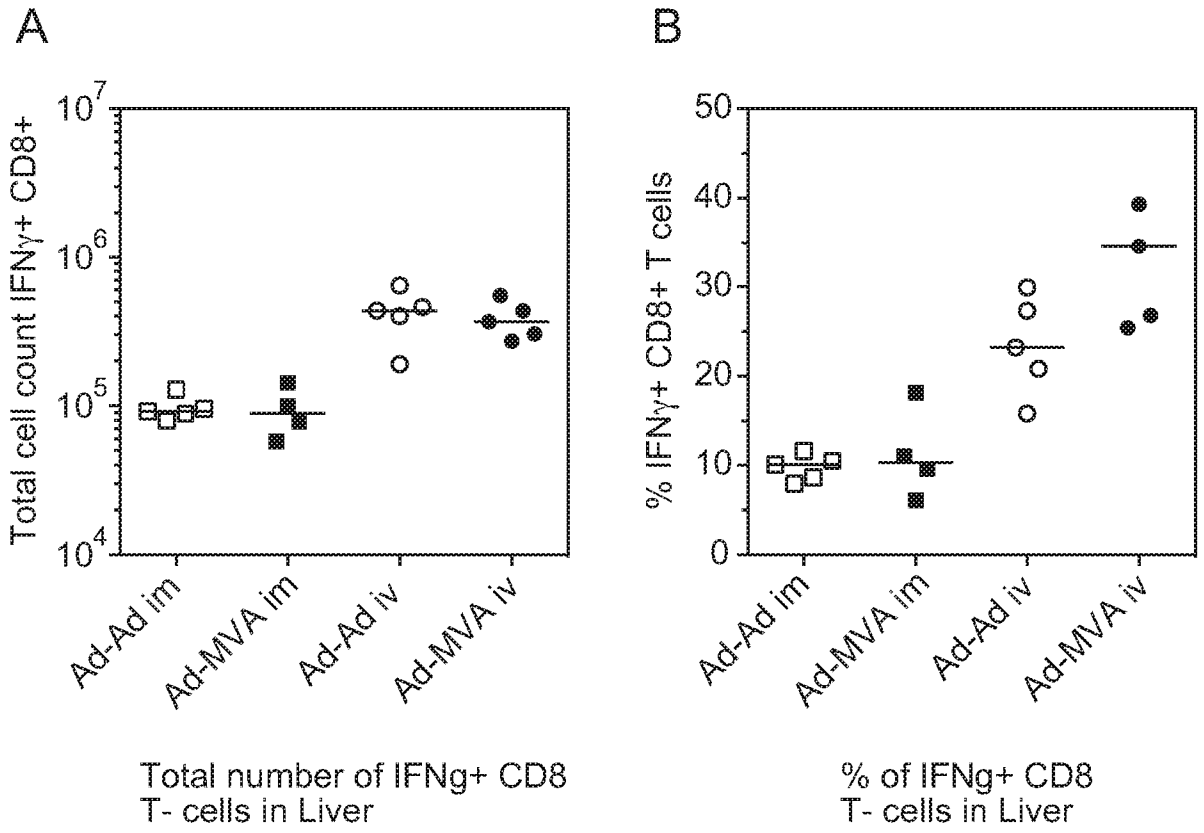 A
Total cell count IFNγ+ CD8+
10^7
10^6
10^5
10^4
Ad-Ad im
Ad-MVA im
Ad-Ad iv
Ad-MVA iv
Total number of IFNg+ CD8
T- cells in Liver
B
% IFNγ+ CD8+ T cells
50
40
30
20
10
0
Ad-Ad im
Ad-MVA im
Ad-Ad iv
Ad-MVA iv
% of IFNg+ CD8
T- cells in Liver